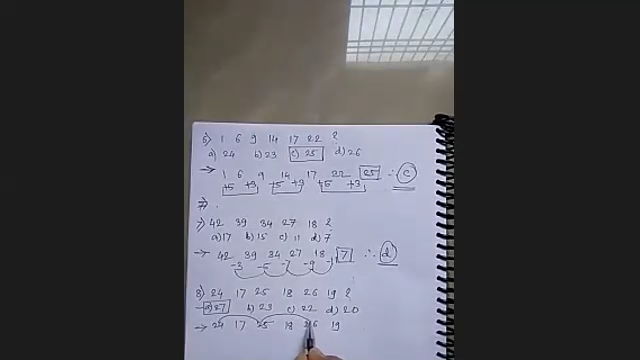 6) 1 6 9 14 17 22 ?
a) 24 b) 23 c) 25 d) 26
→ 1 6 9 14 17 22 25 ∴ c
+5 +3 +5 +3 +5 +3
7) 42 39 34 27 18 ?
a) 17 b) 15 c) 11 d) 7
→ 42 39 34 27 18 7 ∴ d
-3 -5 -7 -9
8) 24 17 25 18 26 19 ?
a) 27 b) 23 c) 22 d) 20
→ 24 17 25 18 26 19